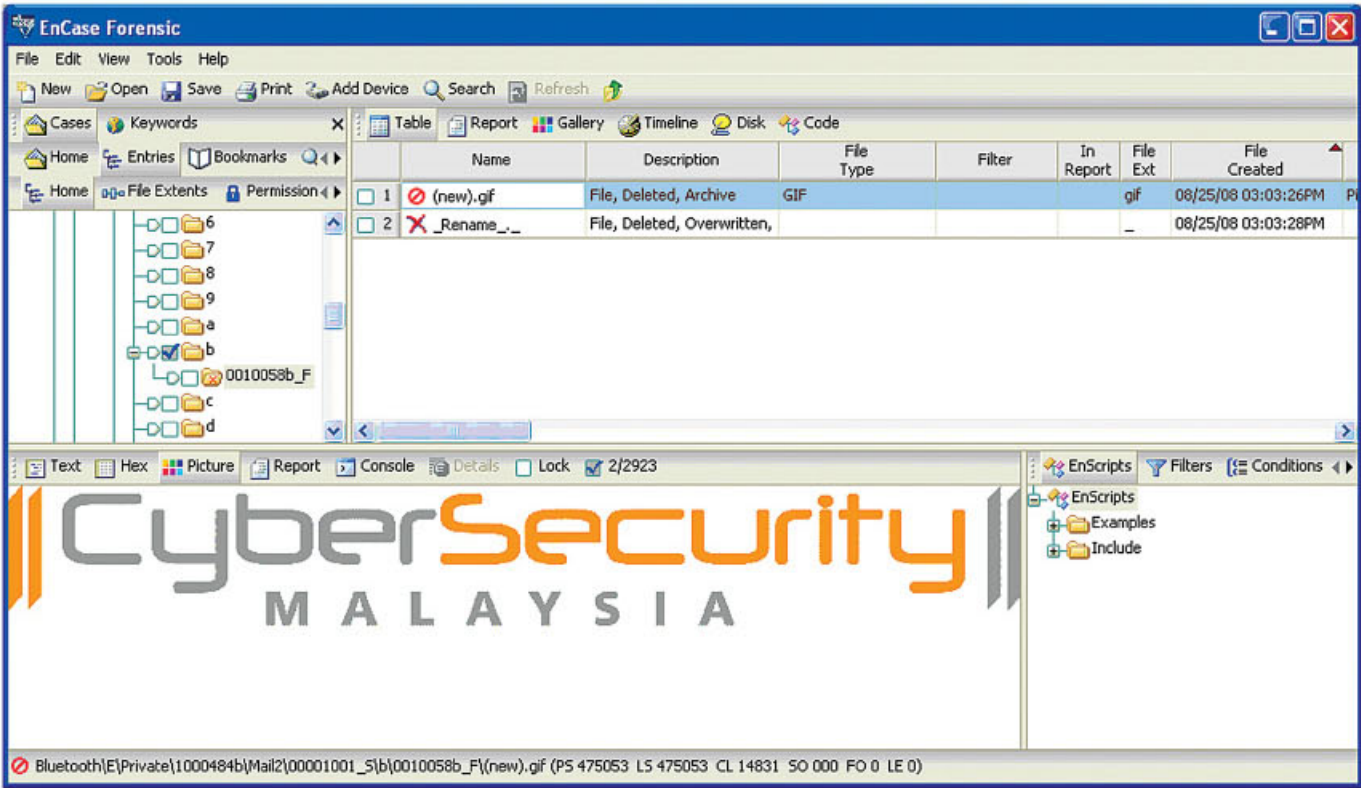 EnCase Forensic
File Edit View Tools Help
New Open Save Print Add Device Search Refresh
Cases Keywords
Table Report Gallery Timeline Disk Code
Home Entries Bookmarks
Name Description File Type Filter In Report File Ext File Created
Home File Extents Permission
1 (new).gif File, Deleted, Archive GIF gif 08/25/08 03:03:26PM
2 _Rename_._ File, Deleted, Overwritten, _ 08/25/08 03:03:28PM
6
7
8
9
a
b
0010058b_F
c
d
Text Hex Picture Report Console Details Lock 2/2923
EnScripts Filters Conditions
EnScripts
Examples
Include
CyberSecurity
MALAYSIA
Bluetooth\E\Private\1000484b\Mail2\00001001_S\b\0010058b_F\(new).gif (PS 475053 LS 475053 CL 14831 SO 000 FO 0 LE 0)